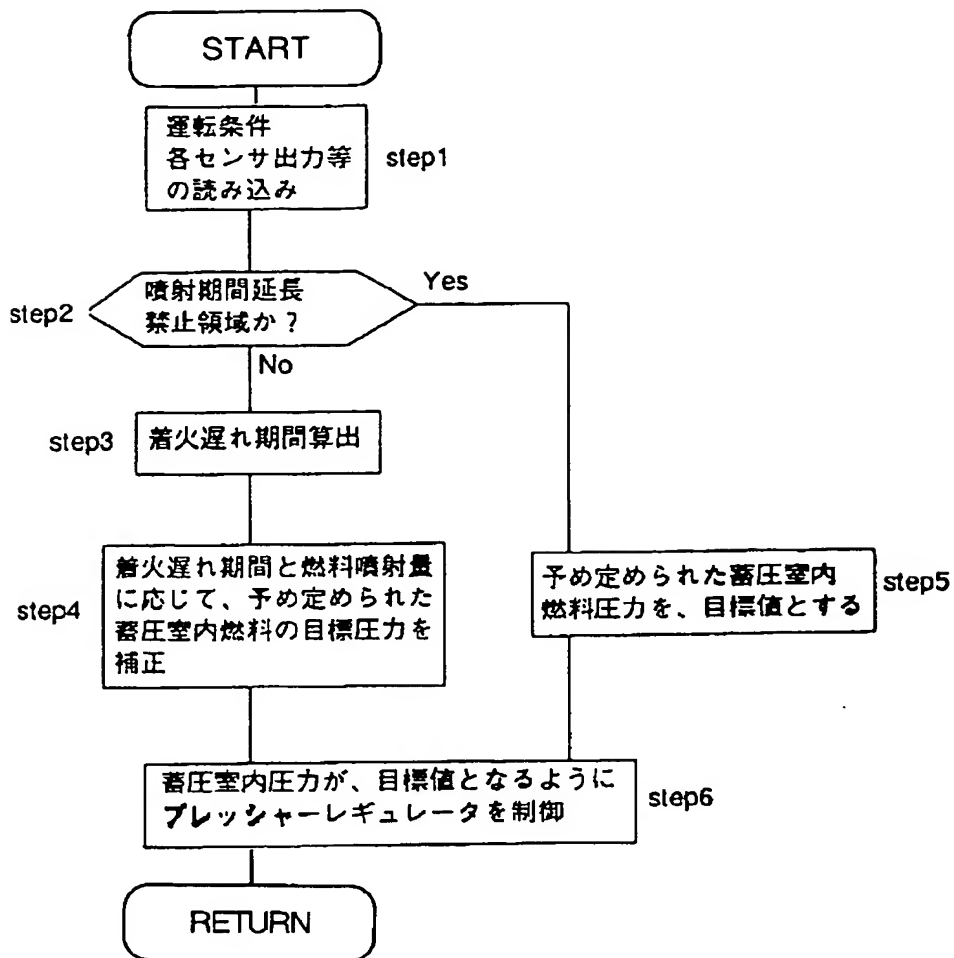 START
運転条件
各センサ出力等
の読み込み
step1
噴射期間延長
禁止領域か?
step2
Yes
No
step3
着火遅れ期間算出
着火遅れ期間と燃料噴射量
に応じて、予め定められた
蓄圧室内燃料の目標圧力を
補正
step4
予め定められた蓄圧室内
燃料圧力を、目標値とする
step5
蓄圧室内圧力が、目標値となるように
プレッシャーレギュレータを制御
step6
RETURN